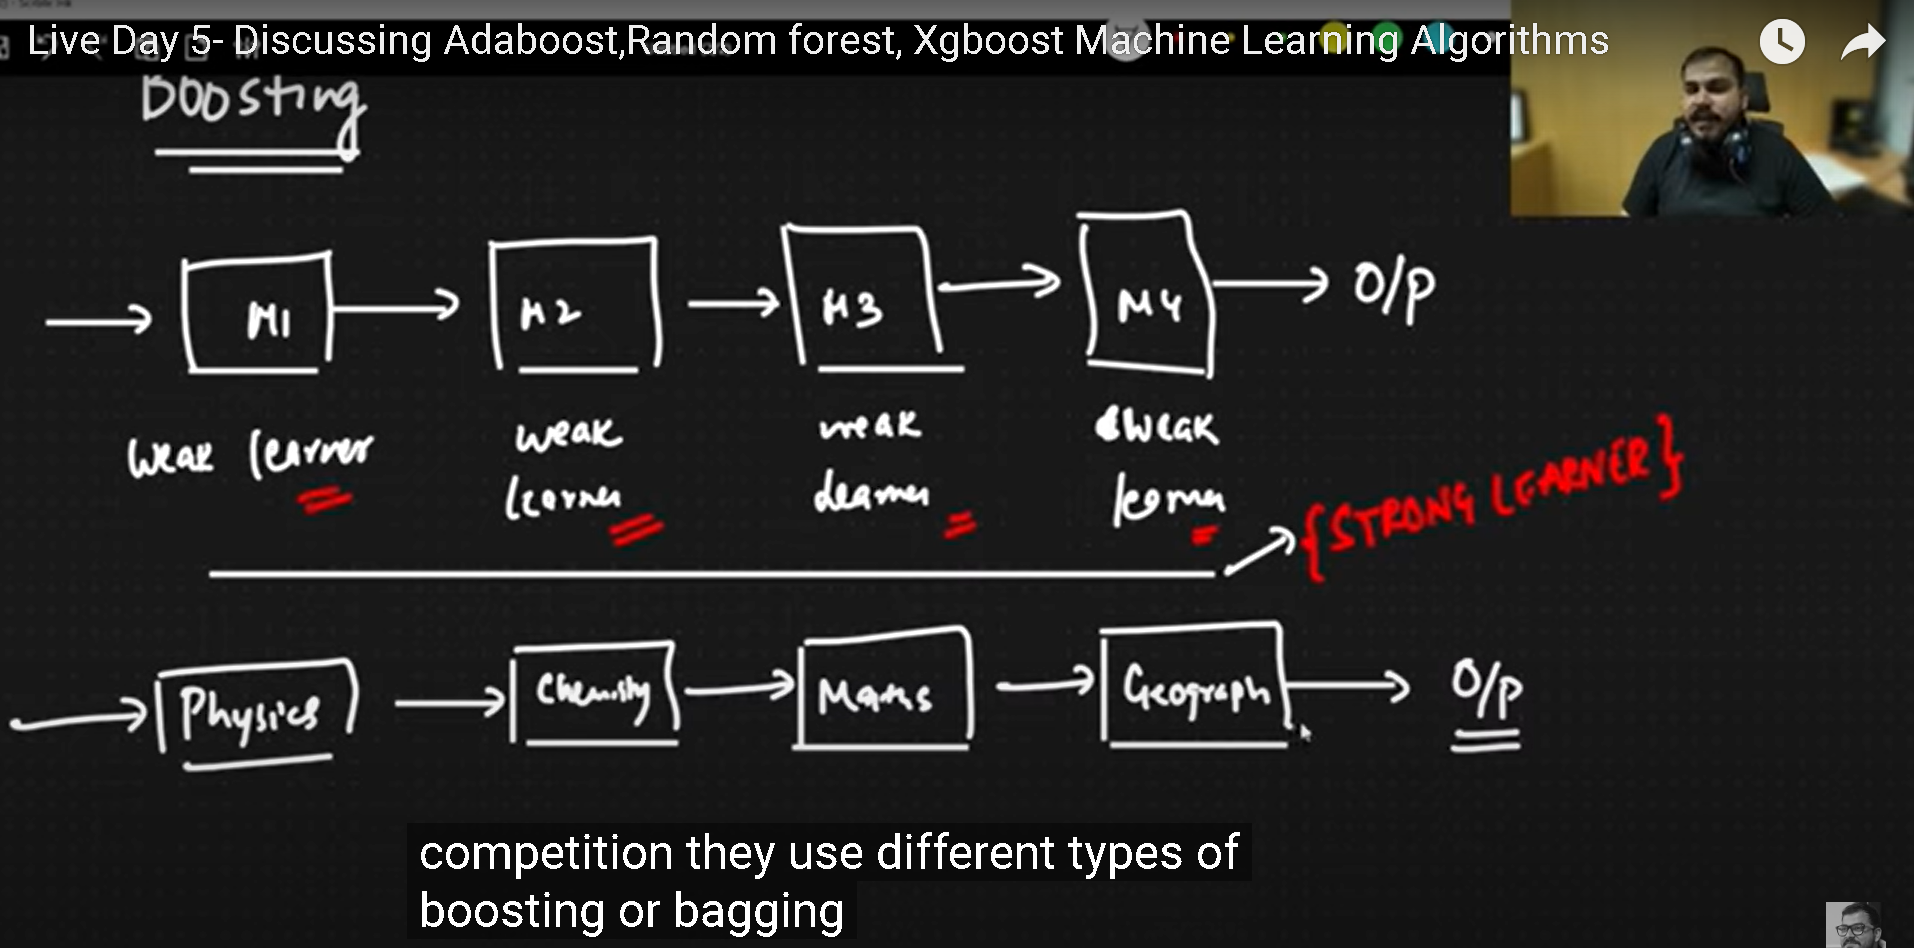 Live Day 5- Discussing Adaboost,Random forest, Xgboost Machine Learning Algorithms
Boosting
M1
M2
M3
M4
O/P
weak learner
weak
learner
weak
learner
weak
learner
{STRONG LEARNER}
Physics
Chemistry
Maths
Geograph
O/p
competition they use different types of
boosting or bagging